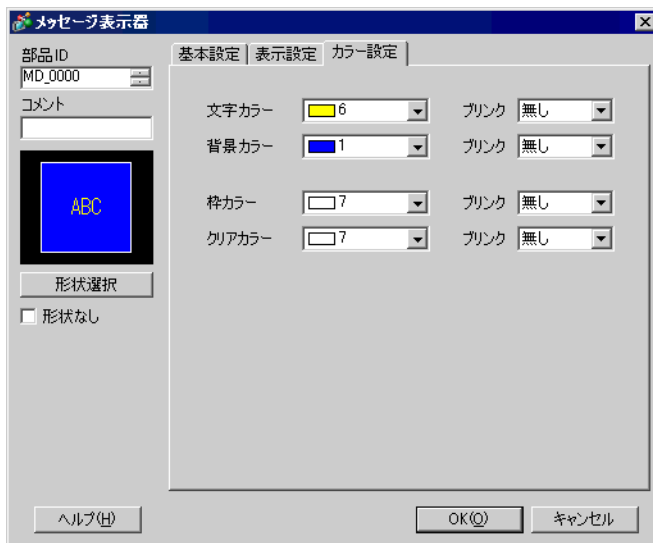 メッセージ表示器
部品ID
MD_0000
コメント
ABC
形状選択
形状なし
基本設定 表示設定 カラー設定
文字カラー 6 ブリンク 無し
背景カラー 1 ブリンク 無し
枠カラー 7 ブリンク 無し
クリアカラー 7 ブリンク 無し
ヘルプ(H) OK(O) キャンセル